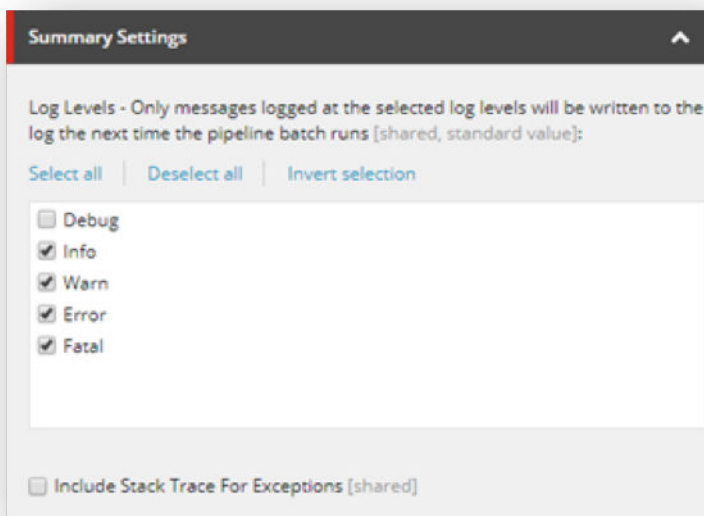 Summary Settings
Log Levels - Only messages logged at the selected log levels will be written to the
log the next time the pipeline batch runs [shared, standard value]:
Select all Deselect all Invert selection
Debug
Info
Warn
Error
Fatal
Include Stack Trace For Exceptions [shared]